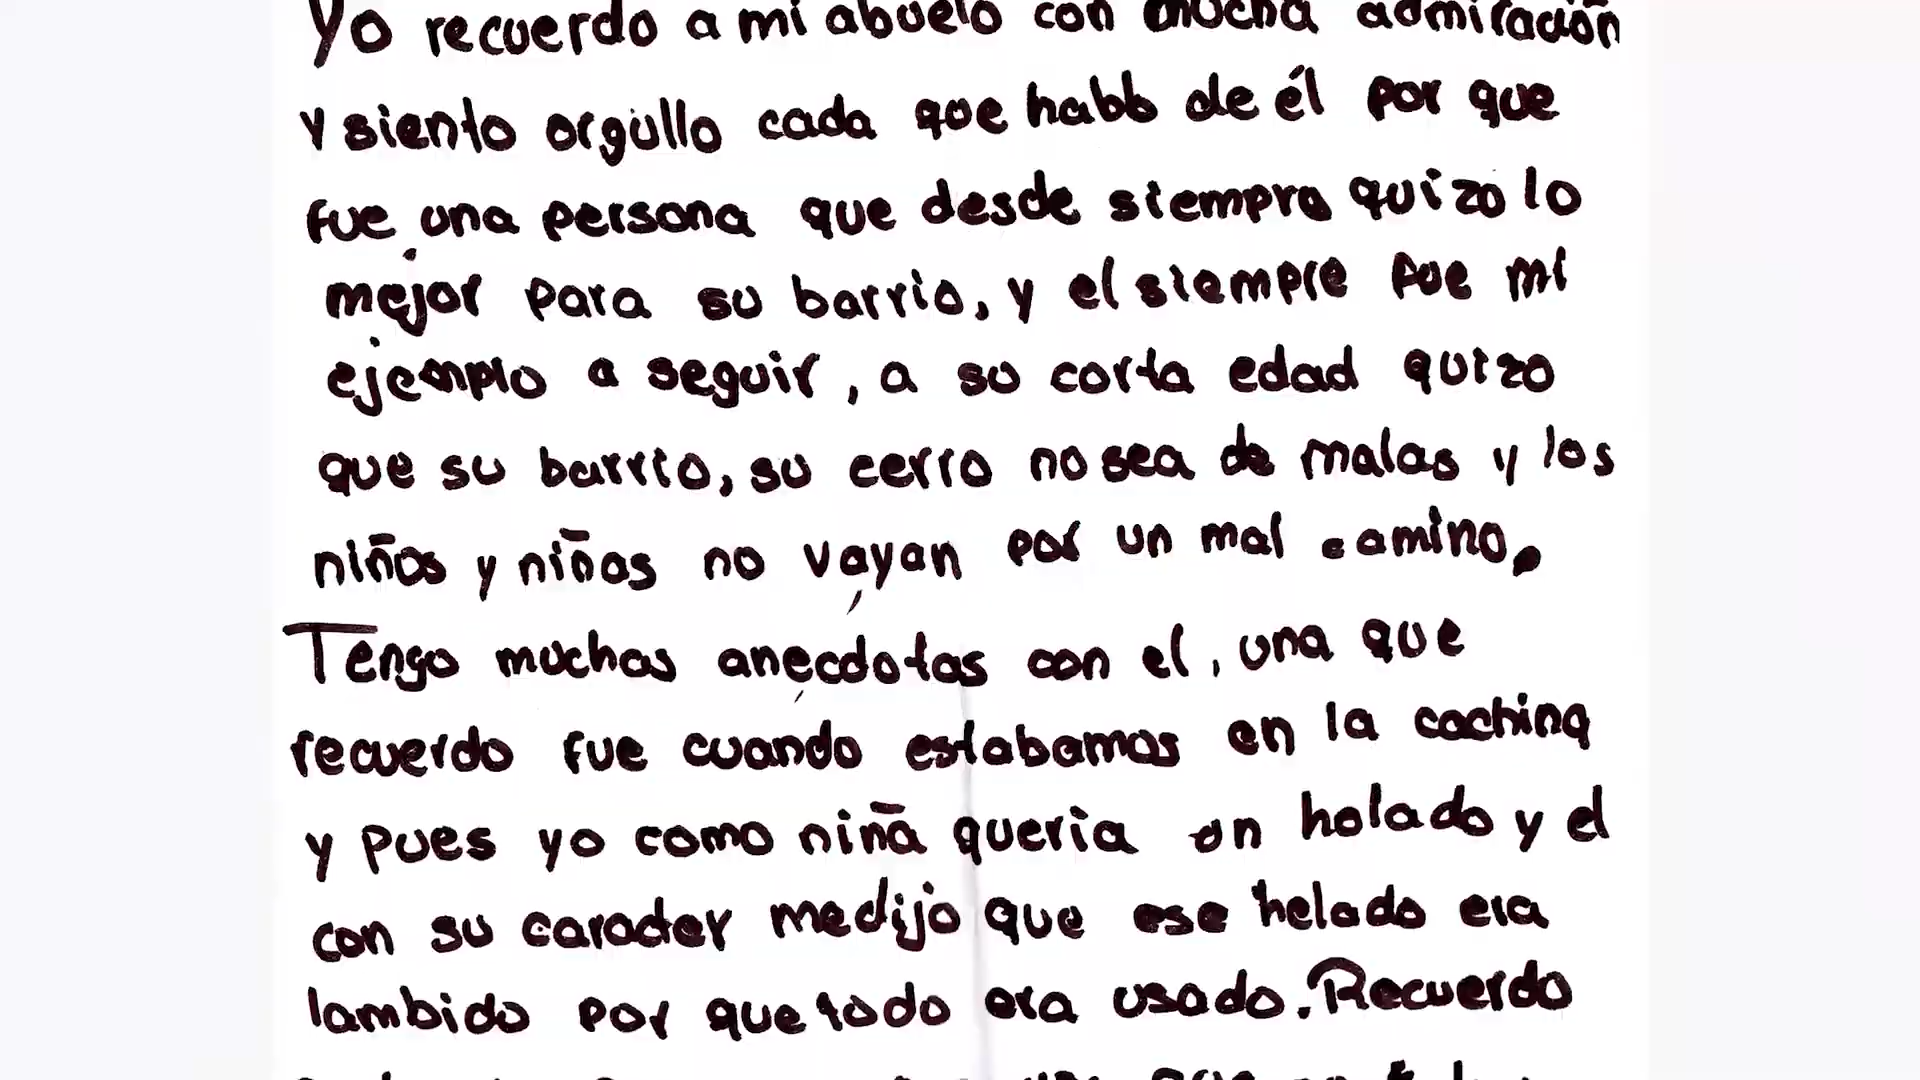 Yo recuerdo a mi abuelo con mucha admiración
y siento orgullo cada que hablo de él por que
fue una persona que desde siempre quizo lo
mejor para su barrio, y el siempre fue mi
ejemplo a seguir, a su corta edad quizo
que su barrio, su cerro no sea de malas y los
niños y niñas no vayan por un mal camino.
Tengo muchas anecdotas con el, una que
recuerdo fue cuando estabamos en la cachina
y pues yo como niña queria un helado y el
con su caracter me dijo que ese helado era
lambido por que todo era usado. Recuerdo